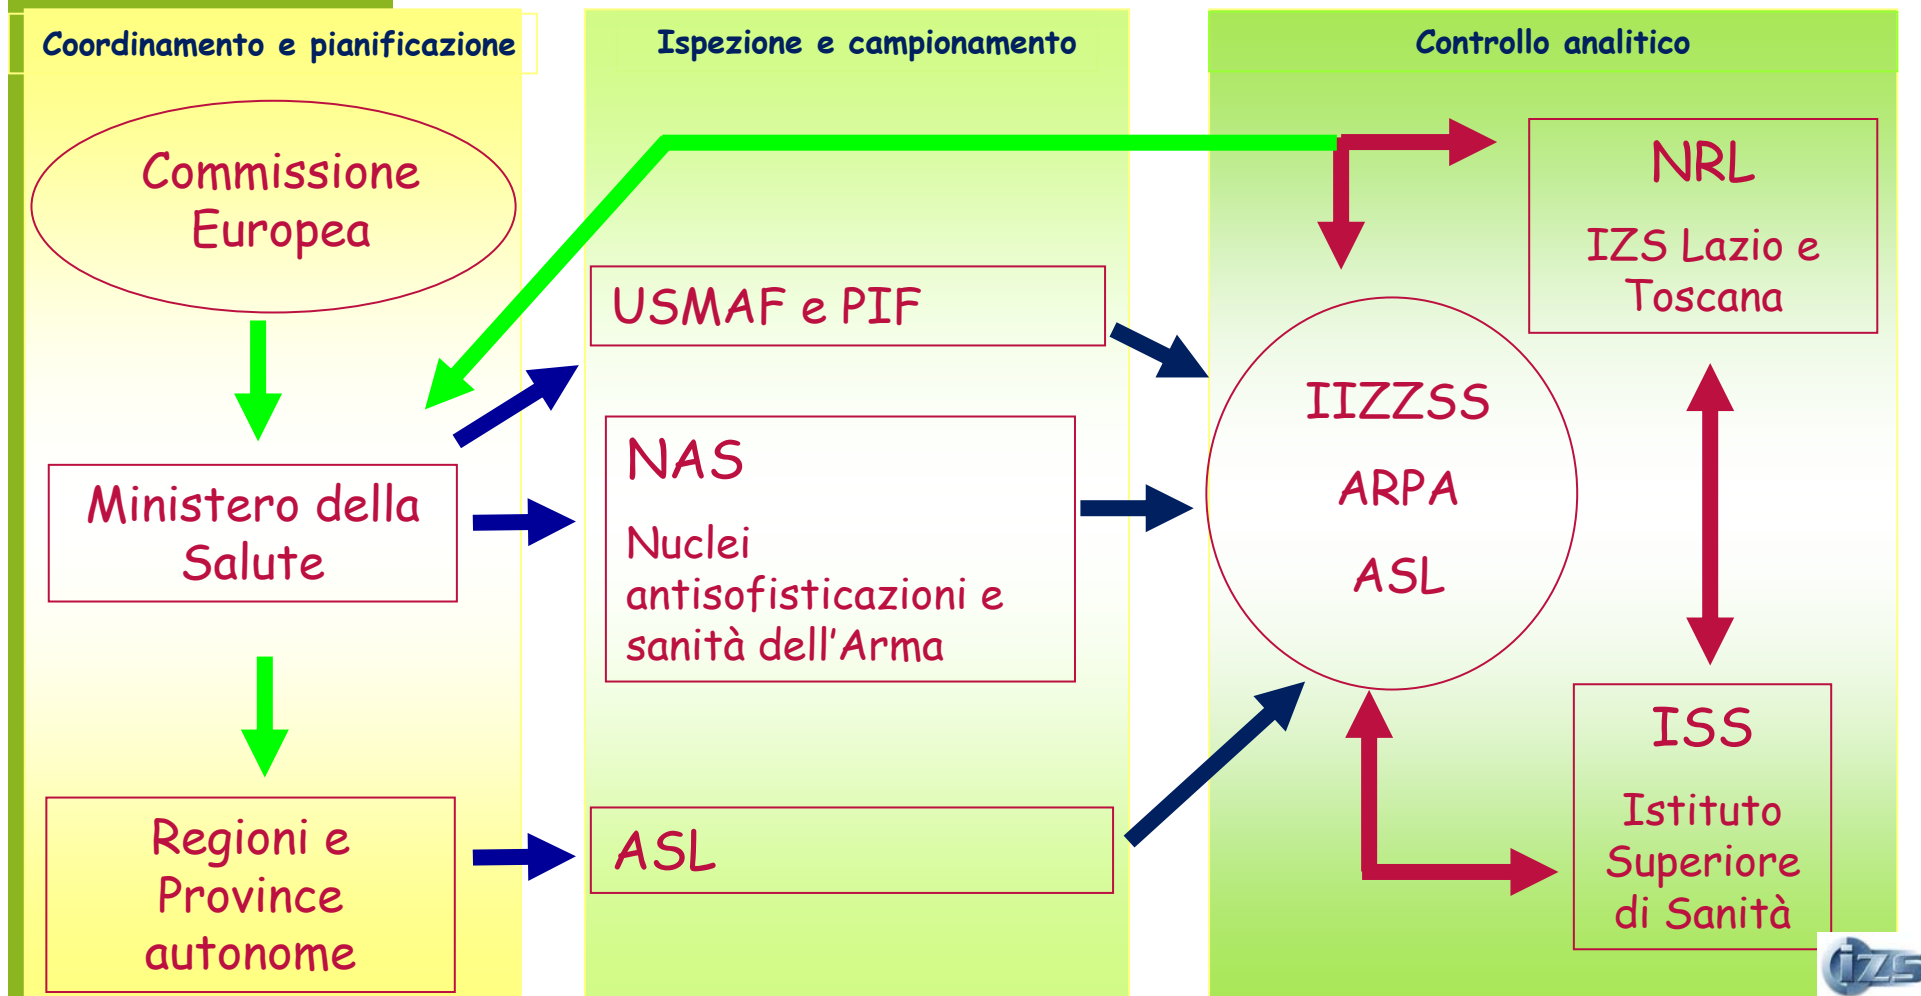 Coordinamento e pianificazione
Commissione
Europea
Ministero della
Salute
Regioni e
Province
autonome
Ispezione e campionamento
USMAF e PIF
NAS
Nuclei
antisofisticazioni e
sanità dell’Arma
ASL
Controllo analitico
NRL
IZS Lazio e
Toscana
IIZZSS
ARPA
ASL
ISS
Istituto
Superiore
di Sanità
izs